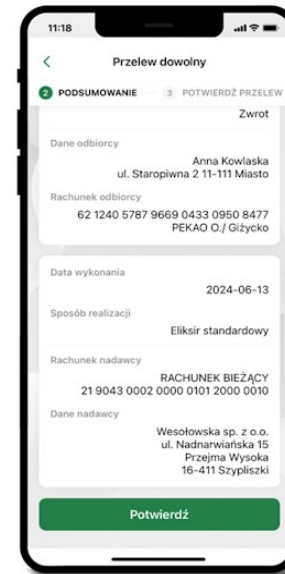 11:18
Przelew dowolny
2 PODSUMOWANIE 3 POTWIERDŹ PRZELEW
Zwrot
Dane odbiorcy
Anna Kowlaska
ul. Staropiwna 2 11-111 Miasto
Rachunek odbiorcy
62 1240 5787 9669 0433 0950 8477
PEKAO O./ Giżycko
Data wykonania
2024-06-13
Sposób realizacji
Eliksir standardowy
Rachunek nadawcy
RACHUNEK BIEŻĄCY
21 9043 0002 0000 0101 2000 0010
Dane nadawcy
Wesołowska sp. z o.o.
ul. Nadnarwiańska 15
Przejma Wysoka
16-411 Szypliszki
Potwierdź